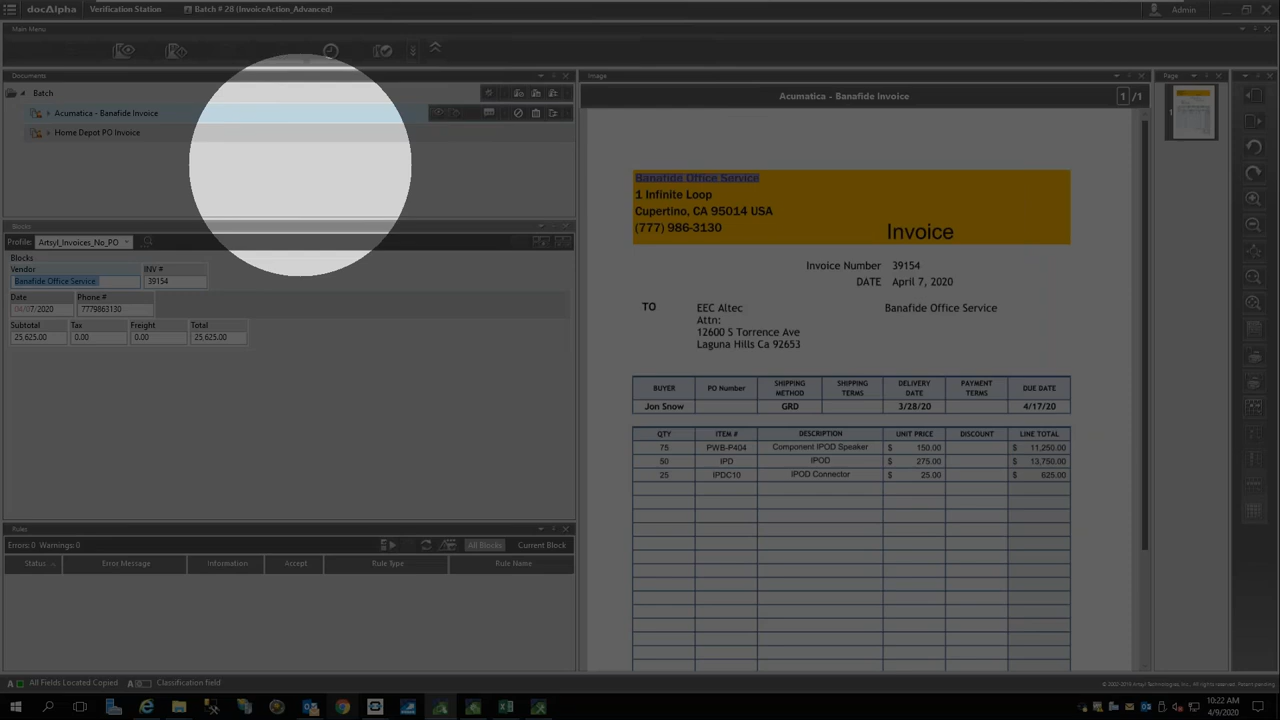 docAlpha Verification Station Batch # 28 (InvoiceAction_Advanced) Admin
Main Menu
Documents
Batch
Acumatica - Banafide Invoice
Home Depot PO Invoice
Blocks
Profile: Artsyl_Invoices_No_PO
Blocks
Vendor INV #
Banafide Office Service 39154
Date Phone #
04/07/2020 7779863130
Subtotal Tax Freight Total
25,625.00 0.00 0.00 25,625.00
Rules
Errors: 0 Warnings: 0 All Blocks Current Block
Status Error Message Information Accept Rule Type Rule Name
Image
Acumatica - Banafide Invoice 1 /1
Banafide Office Service
1 Infinite Loop
Cupertino, CA 95014 USA
(777) 986-3130 Invoice
Invoice Number 39154
DATE April 7, 2020
TO EEC Altec Banafide Office Service
Attn:
12600 S Torrence Ave
Laguna Hills Ca 92653
BUYER PO Number SHIPPING METHOD SHIPPING TERMS DELIVERY DATE PAYMENT TERMS DUE DATE
Jon Snow GRD 3/28/20 4/17/20
QTY ITEM # DESCRIPTION UNIT PRICE DISCOUNT LINE TOTAL
75 PWB-P404 Component IPOD Speaker $ 150.00 $ 11,250.00
50 IPD IPOD $ 275.00 $ 13,750.00
25 IPDC10 IPOD Connector $ 25.00 $ 625.00
Page
1
All Fields Located Copied Classification field
10:22 AM
4/9/2020